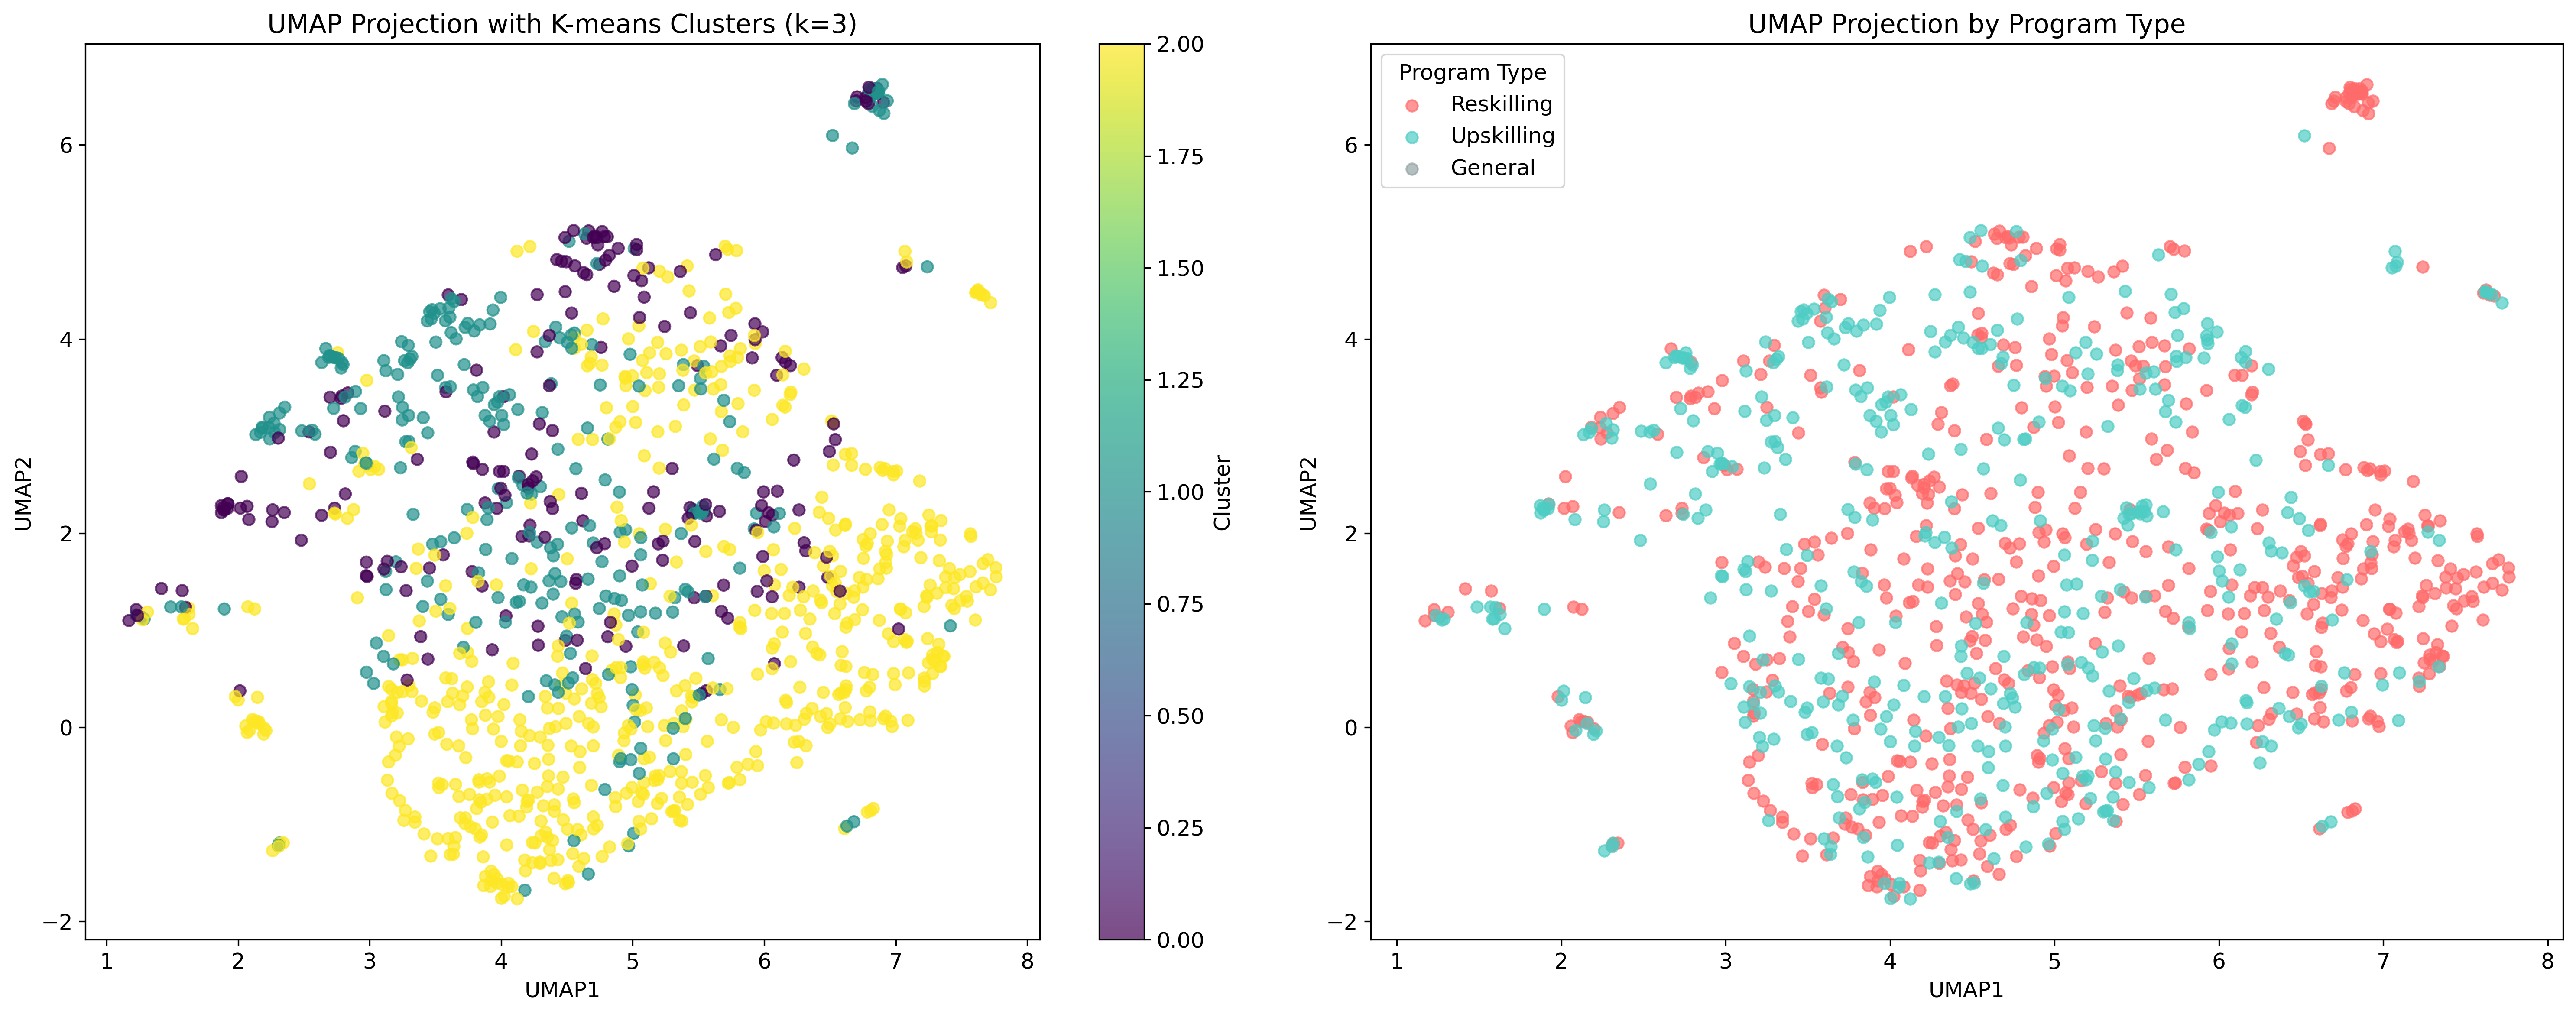 UMAP Projection with K-means Clusters (k=3)
6
4
2
0
−2
UMAP2
1 2 3 4 5 6 7 8
UMAP1
2.00
1.75
1.50
1.25
1.00
0.75
0.50
0.25
0.00
Cluster
UMAP Projection by Program Type
Program Type
Reskilling
Upskilling
General
6
4
2
0
−2
UMAP2
1 2 3 4 5 6 7 8
UMAP1